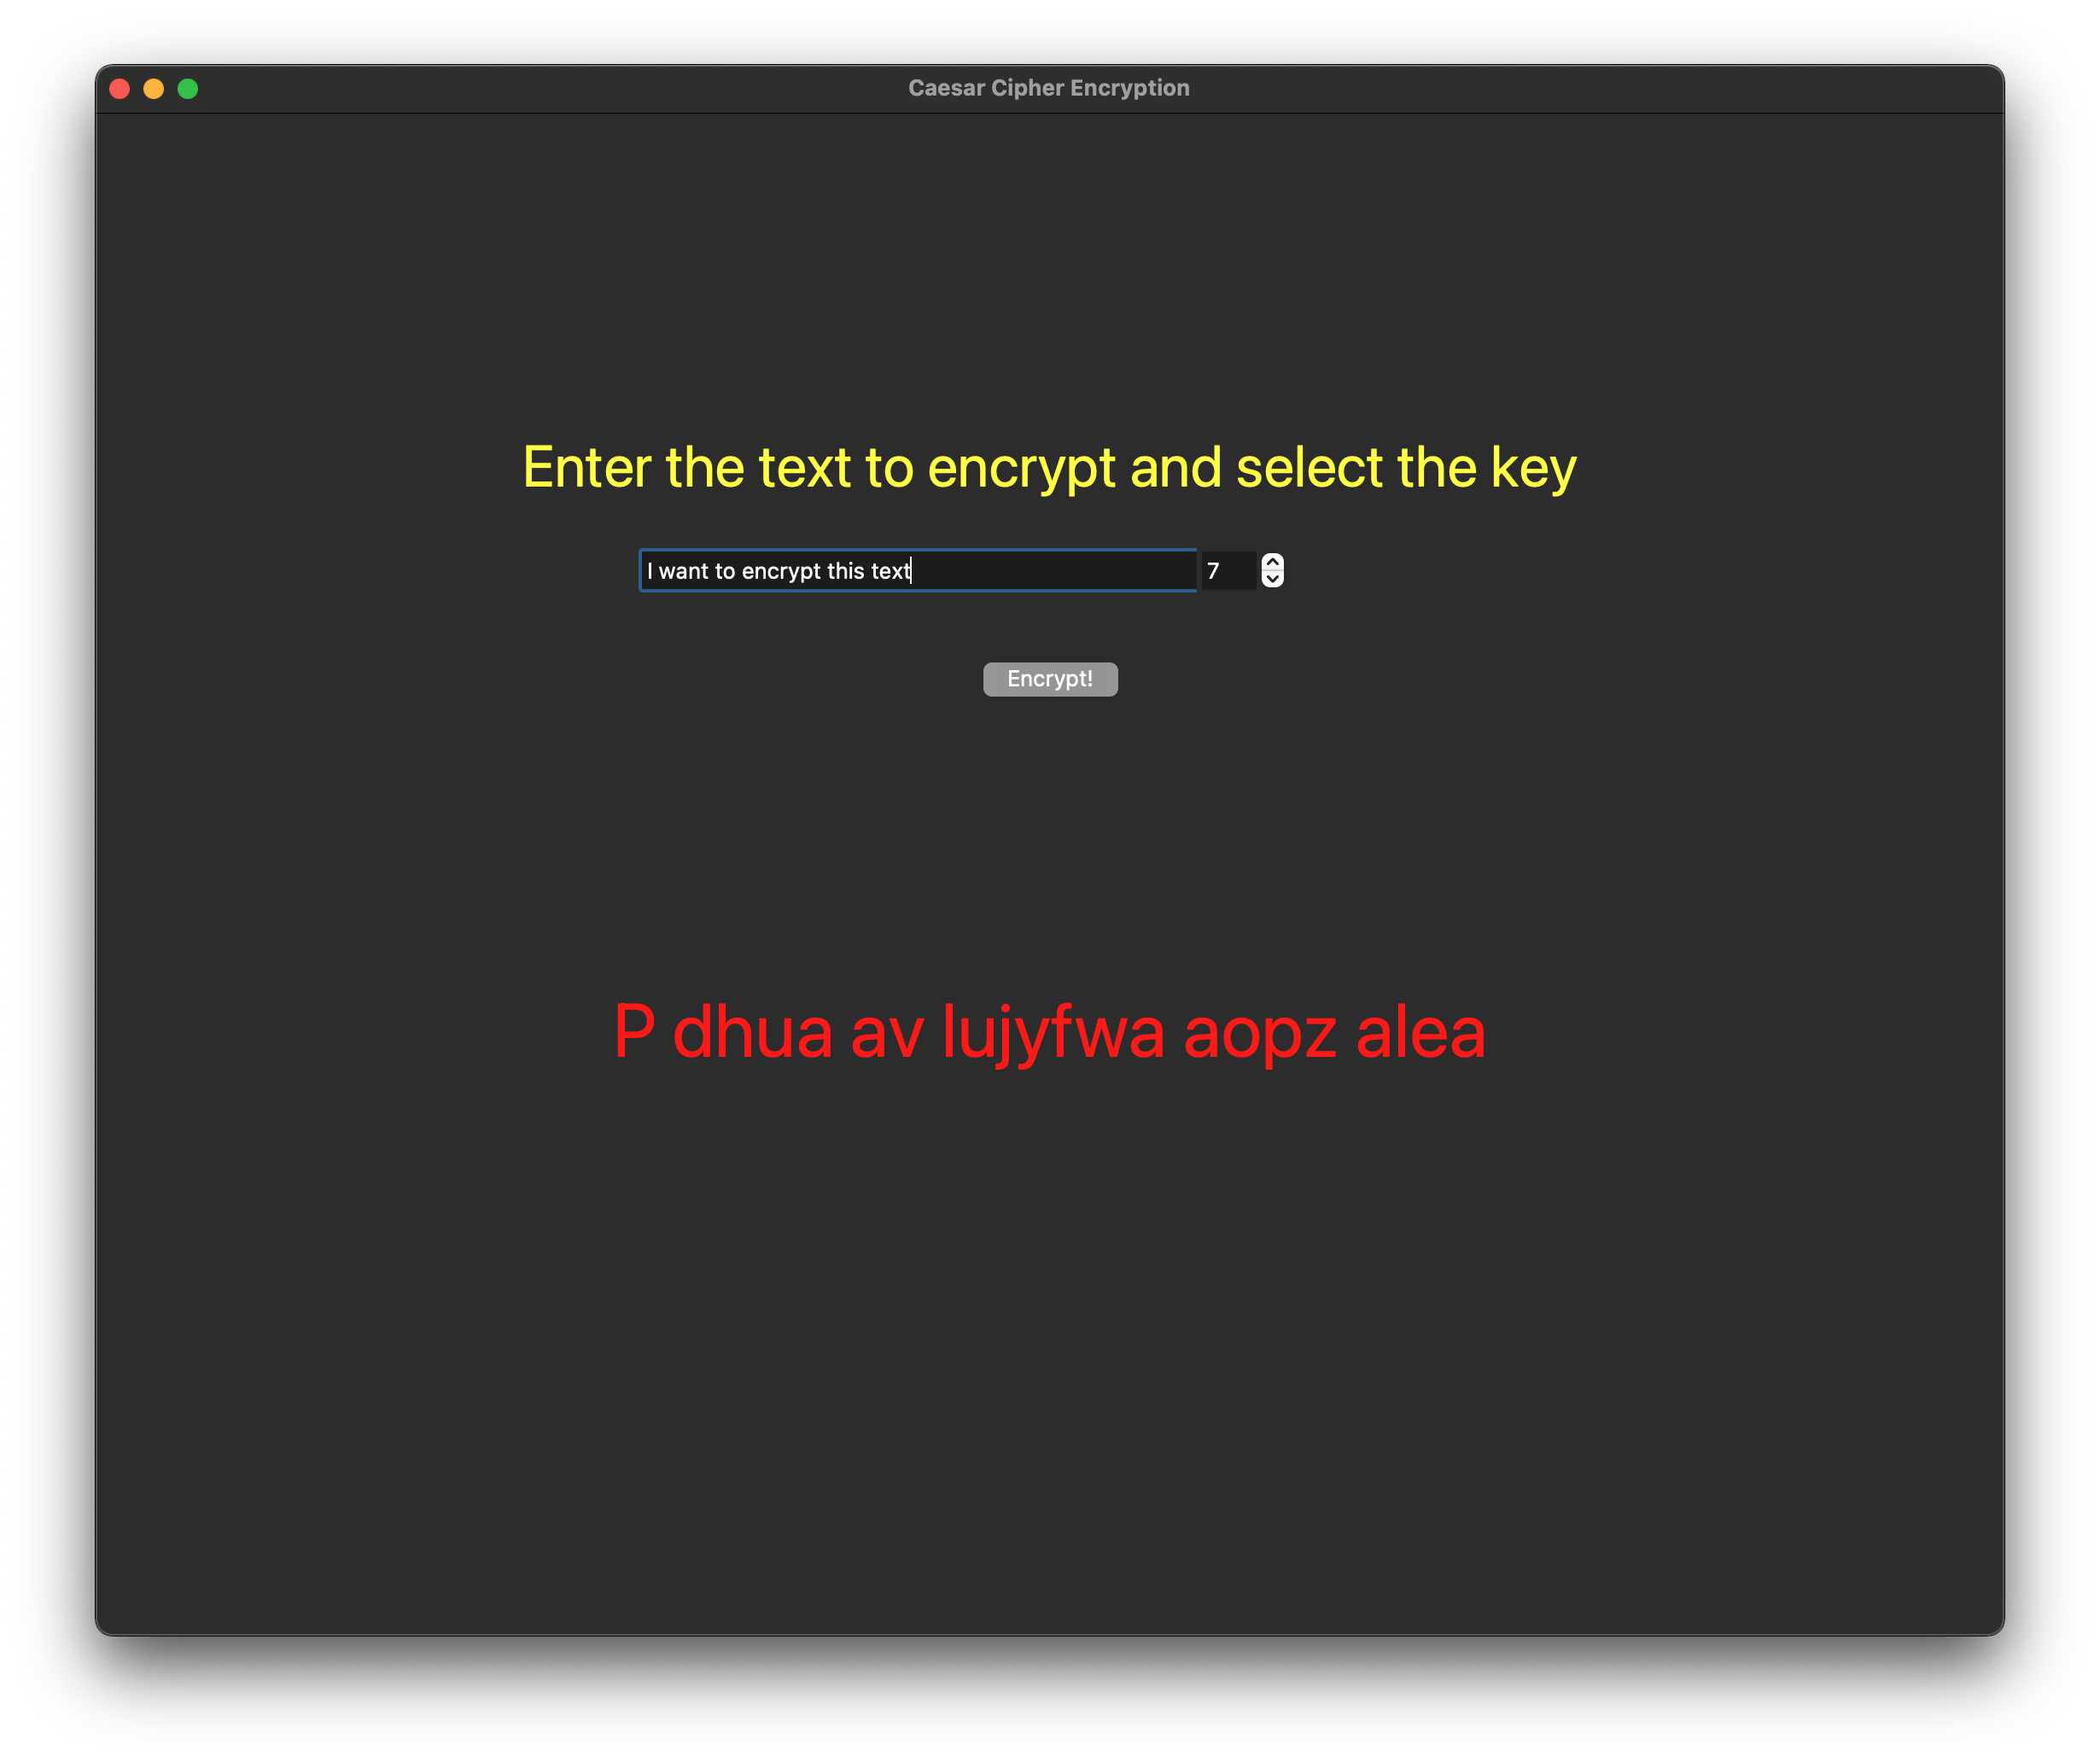 Caesar Cipher Encryption
Enter the text to encrypt and select the key
I want to encrypt this text 7
Encrypt!
P dhua av lujyfwa aopz alea